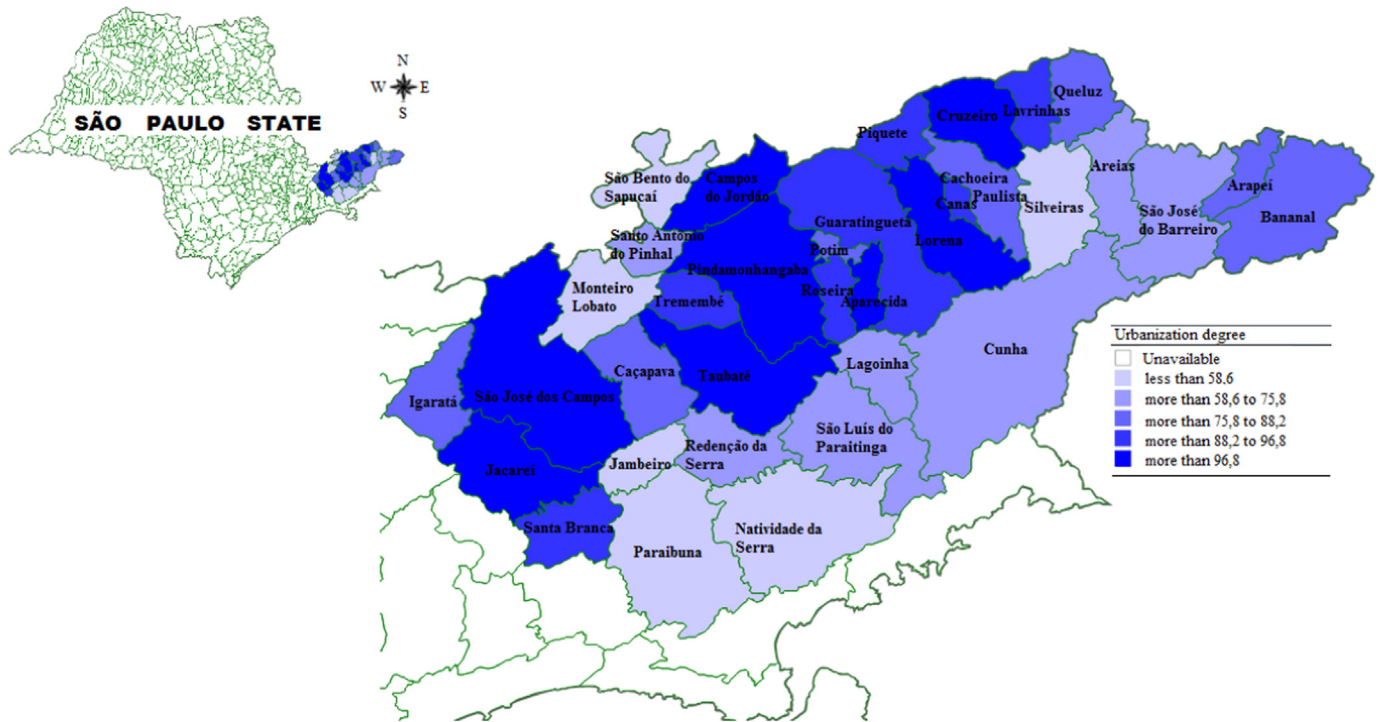 SÃO PAULO STATE
N
W E
S
Queluz
Cruzeiro
Lavrinhas
Piquete
Areias
São Bento do
Sapucaí
Campos
do Jordão
Cachoeira
Paulista
Canas
Silveiras
Arapeí
Bananal
São José
do Barreiro
Guaratinguetá
Lorena
Santo Antônio
do Pinhal
Potim
Pindamonhangaba
Monteiro
Lobato
Tremembé
Roseira
Aparecida
Cunha
Lagoinha
Caçapava
Taubaté
Igaratá
São José dos Campos
São Luís do
Paraitinga
Redenção da
Serra
Jambeiro
Jacareí
Santa Branca
Paraibuna
Natividade da
Serra
Urbanization degree
Unavailable
less than 58.6
more than 58,6 to 75,8
more than 75,8 to 88,2
more than 88,2 to 96,8
more than 96,8